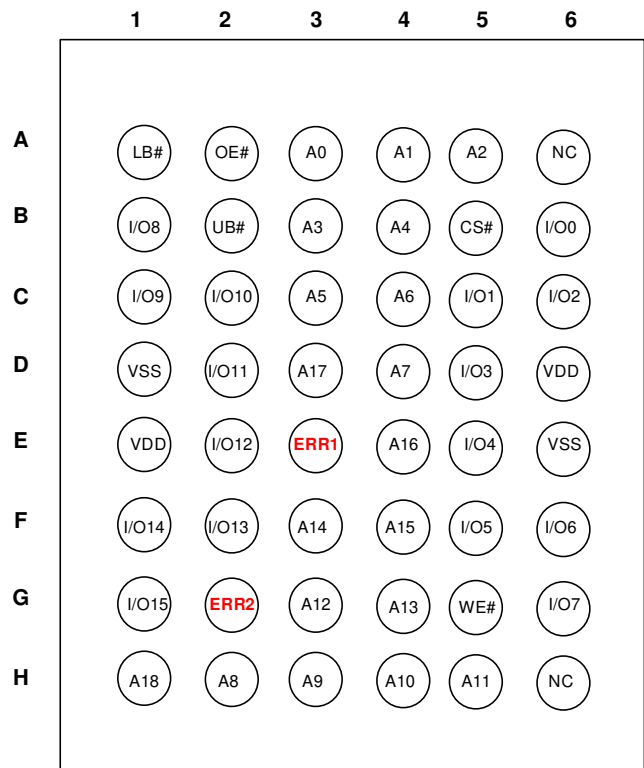 1 2 3 4 5 6
A LB# OE# A0 A1 A2 NC
B I/O8 UB# A3 A4 CS# I/O0
C I/O9 I/O10 A5 A6 I/O1 I/O2
D VSS I/O11 A17 A7 I/O3 VDD
E VDD I/O12 ERR1 A16 I/O4 VSS
F I/O14 I/O13 A14 A15 I/O5 I/O6
G I/O15 ERR2 A12 A13 WE# I/O7
H A18 A8 A9 A10 A11 NC